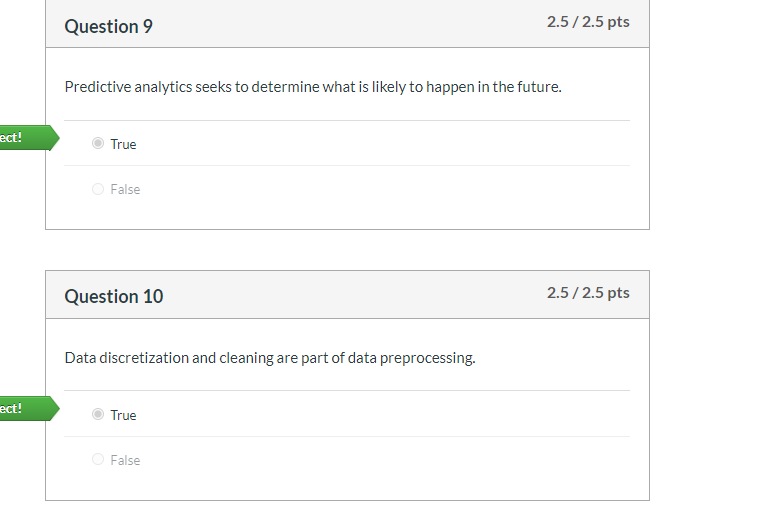 Question 9
2.5 / 2.5 pts
Predictive analytics seeks to determine what is likely to happen in the future.
ect!
True
False
Question 10
2.5 / 2.5 pts
Data discretization and cleaning are part of data preprocessing.
ect!
True
False